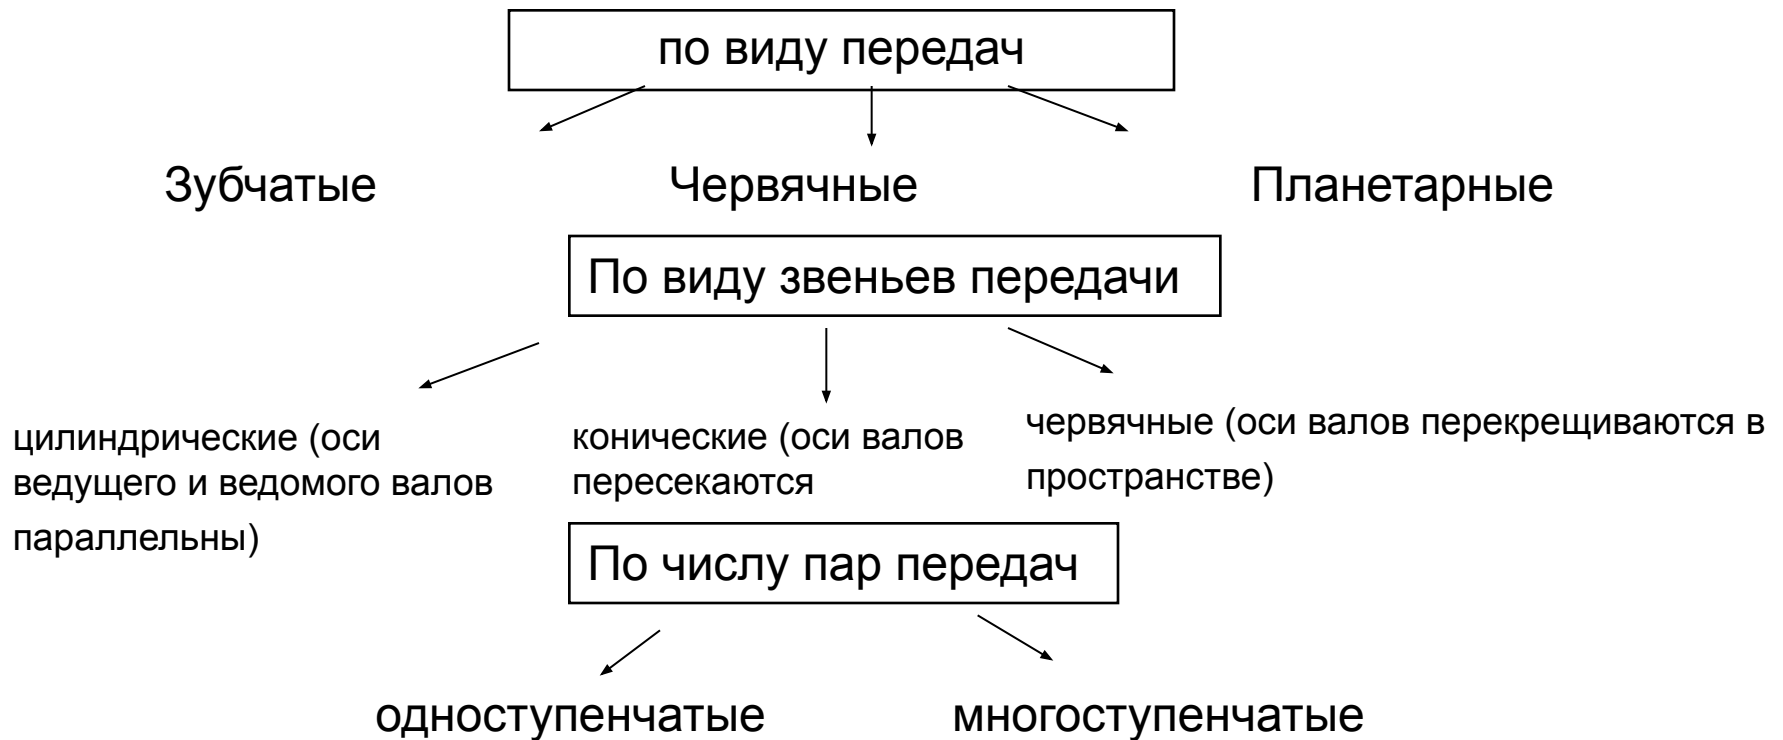 по виду передач
Зубчатые
Червячные
Планетарные
По виду звеньев передачи
цилиндрические (оси
ведущего и ведомого валов
параллельны)
конические (оси валов
пересекаются
червячные (оси валов перекрещиваются в
пространстве)
По числу пар передач
одноступенчатые
многоступенчатые